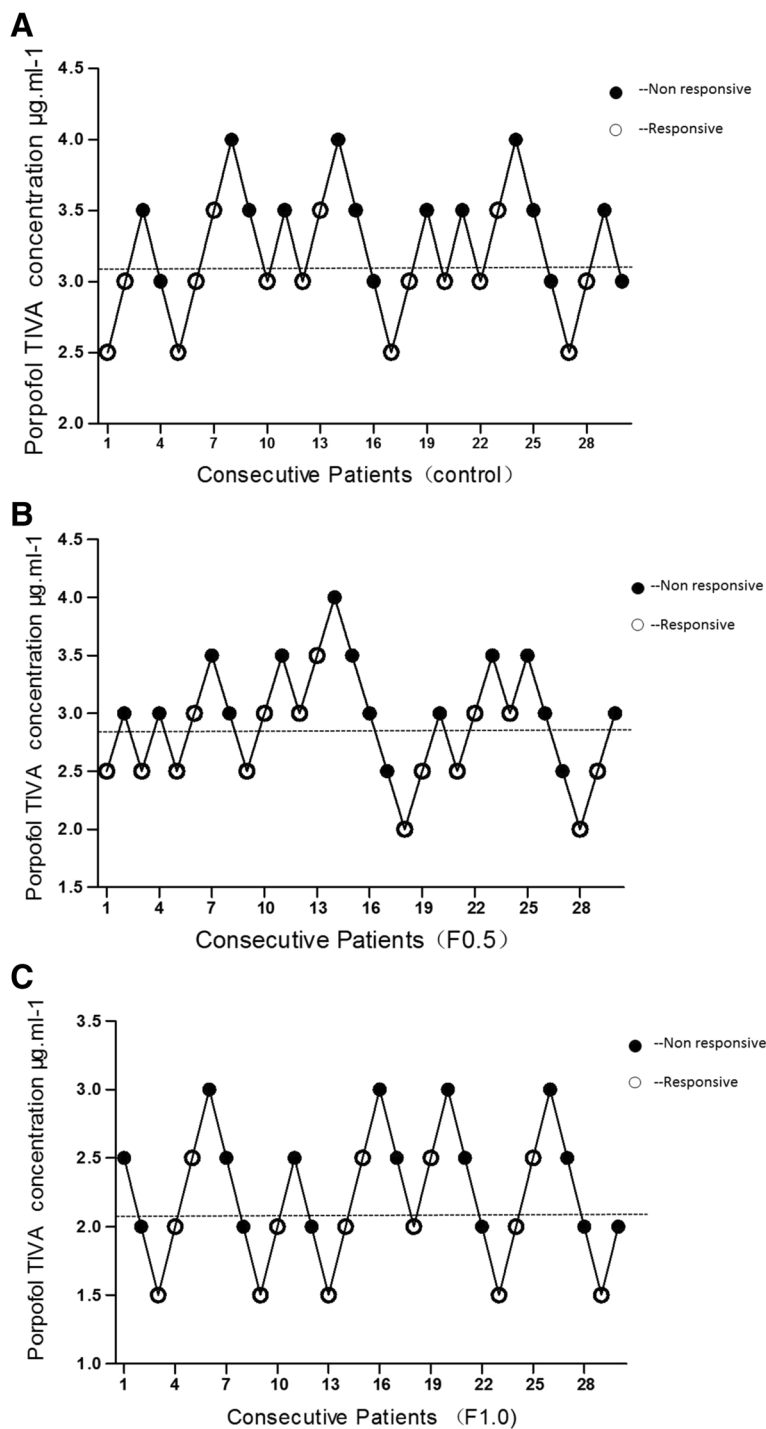 A
Porpofol TIVA concentration µg.ml-1
4.5
4.0
3.5
3.0
2.5
2.0
--Non responsive
--Responsive
1 4 7 10 13 16 19 22 25 28
Consecutive Patients（control）
B
Porpofol TIVA concentration µg.ml-1
4.5
4.0
3.5
3.0
2.5
2.0
1.5
--Non responsive
--Responsive
1 4 7 10 13 16 19 22 25 28
Consecutive Patients（F0.5）
C
Porpofol TIVA concentration µg.ml-1
3.5
3.0
2.5
2.0
1.5
1.0
--Non responsive
--Responsive
1 4 7 10 13 16 19 22 25 28
Consecutive Patients （F1.0)